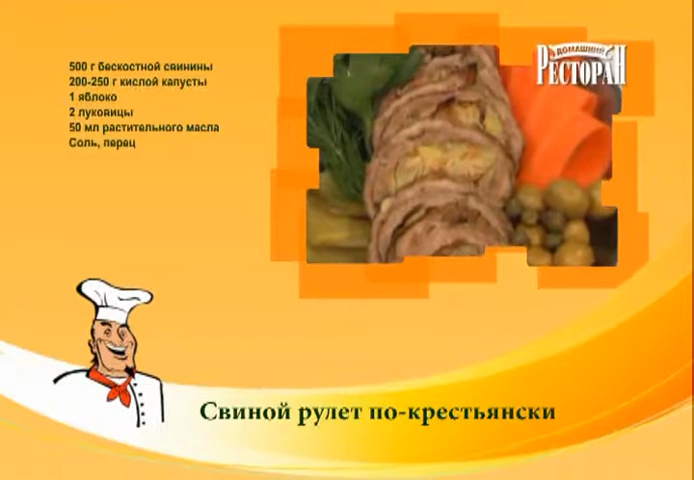 500 г бескостной свинины
200-250 г кислой капусты
1 яблоко
2 луковицы
50 мл растительного масла
Соль, перец
ДОМАШНИЙ
РЕСТОРАН
Свиной рулет по-крестьянски